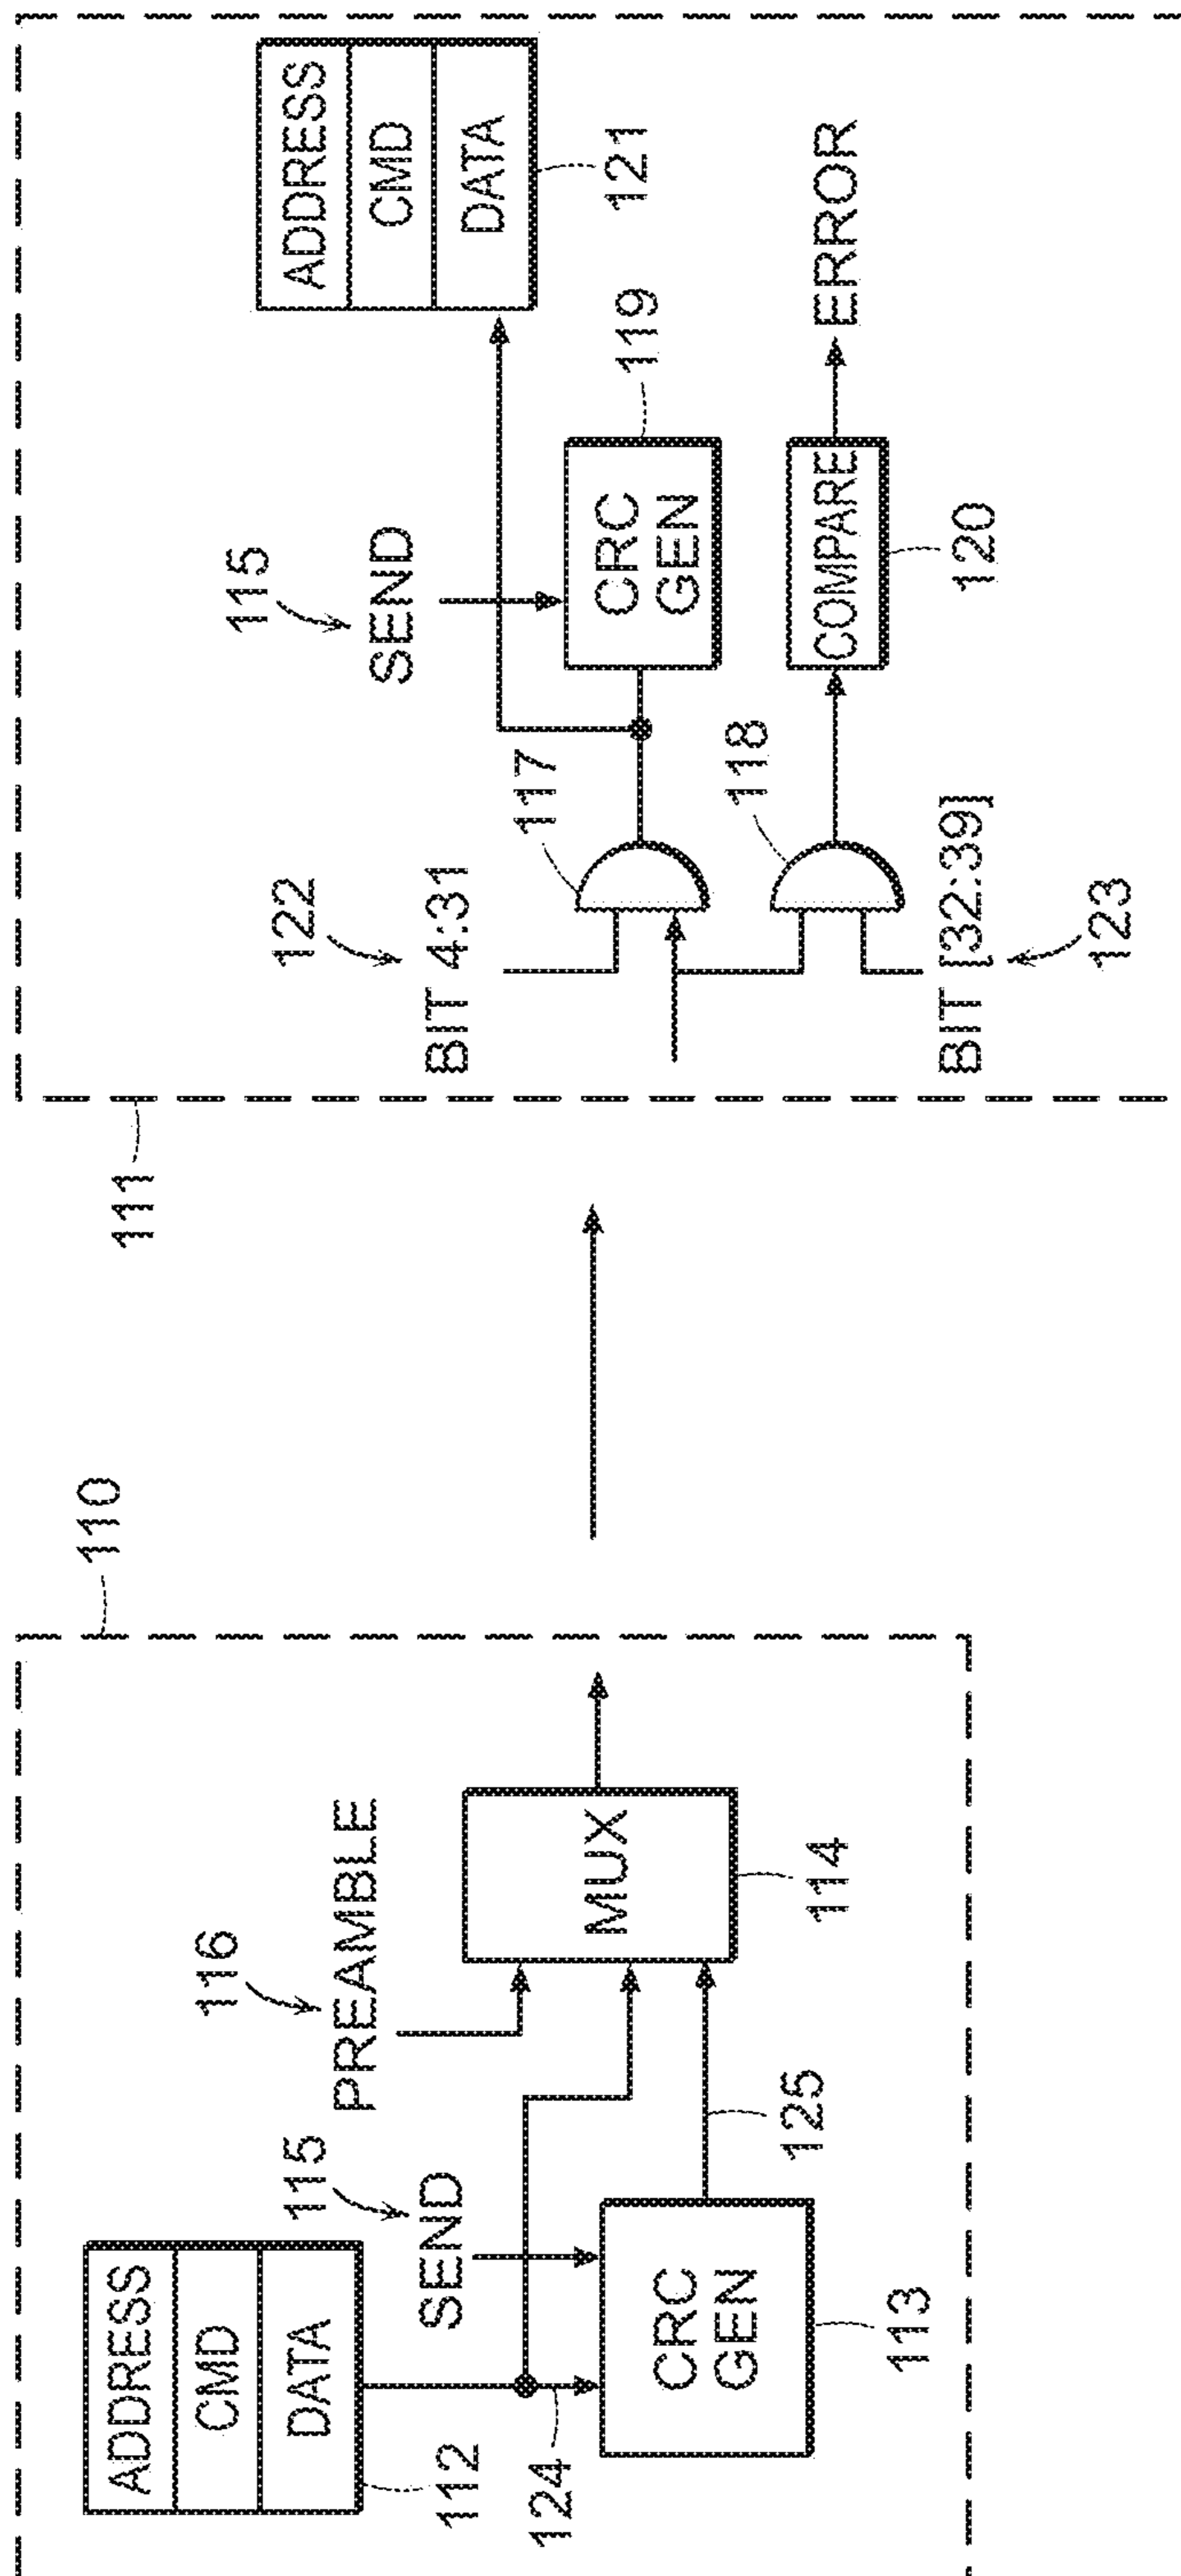 110
ADDRESS
CMD
DATA
112
115
SEND
124
CRC
GEN
113
116
PREAMBLE
125
MUX
114
111
122
BIT 4:31
117
115
SEND
CRC
GEN
119
ADDRESS
CMD
DATA
121
118
BIT [32:39]
123
COMPARE
120
ERROR